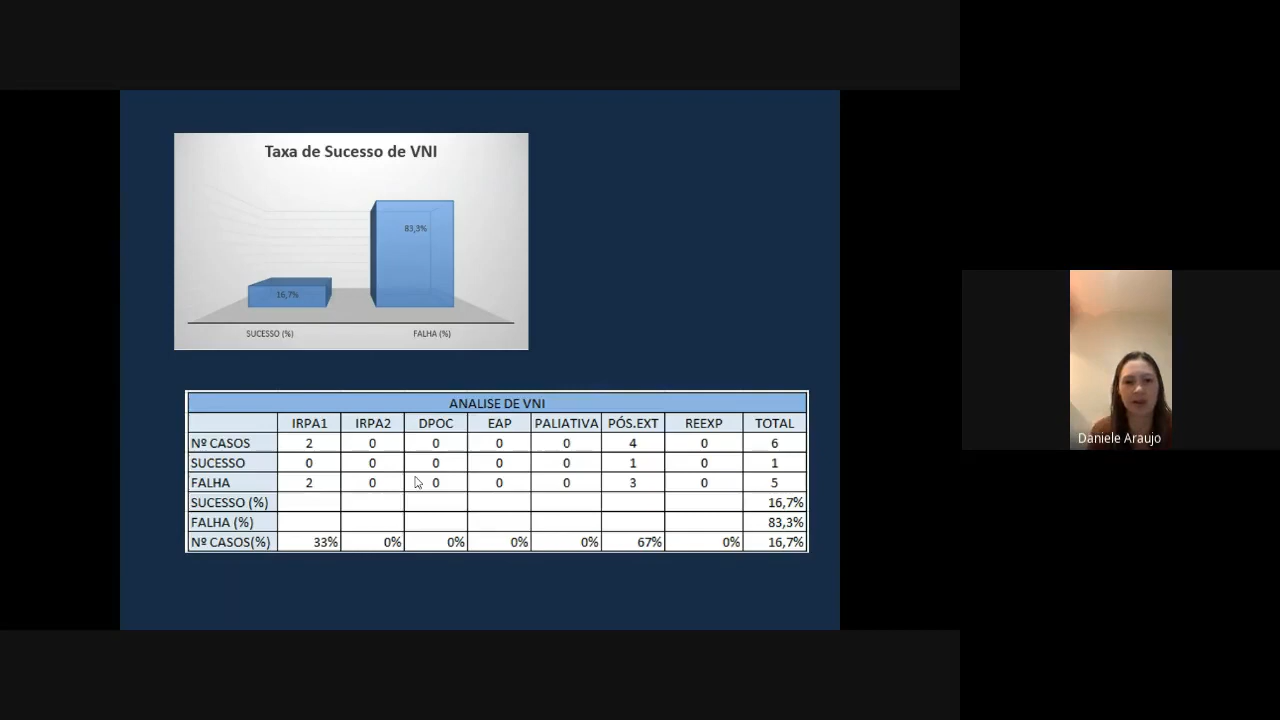 Taxa de Sucesso de VNI
16,7%
83,3%
SUCESSO (%)
FALHA (%)
ANALISE DE VNI
IRPA1 IRPA2 DPOC EAP PALIATIVA PÓS.EXT REEXP TOTAL
Nº CASOS 2 0 0 0 0 4 0 6
SUCESSO 0 0 0 0 0 1 0 1
FALHA 2 0 0 0 0 3 0 5
SUCESSO (%) 16,7%
FALHA (%) 83,3%
Nº CASOS(%) 33% 0% 0% 0% 0% 67% 0% 16,7%
Daniele Araujo